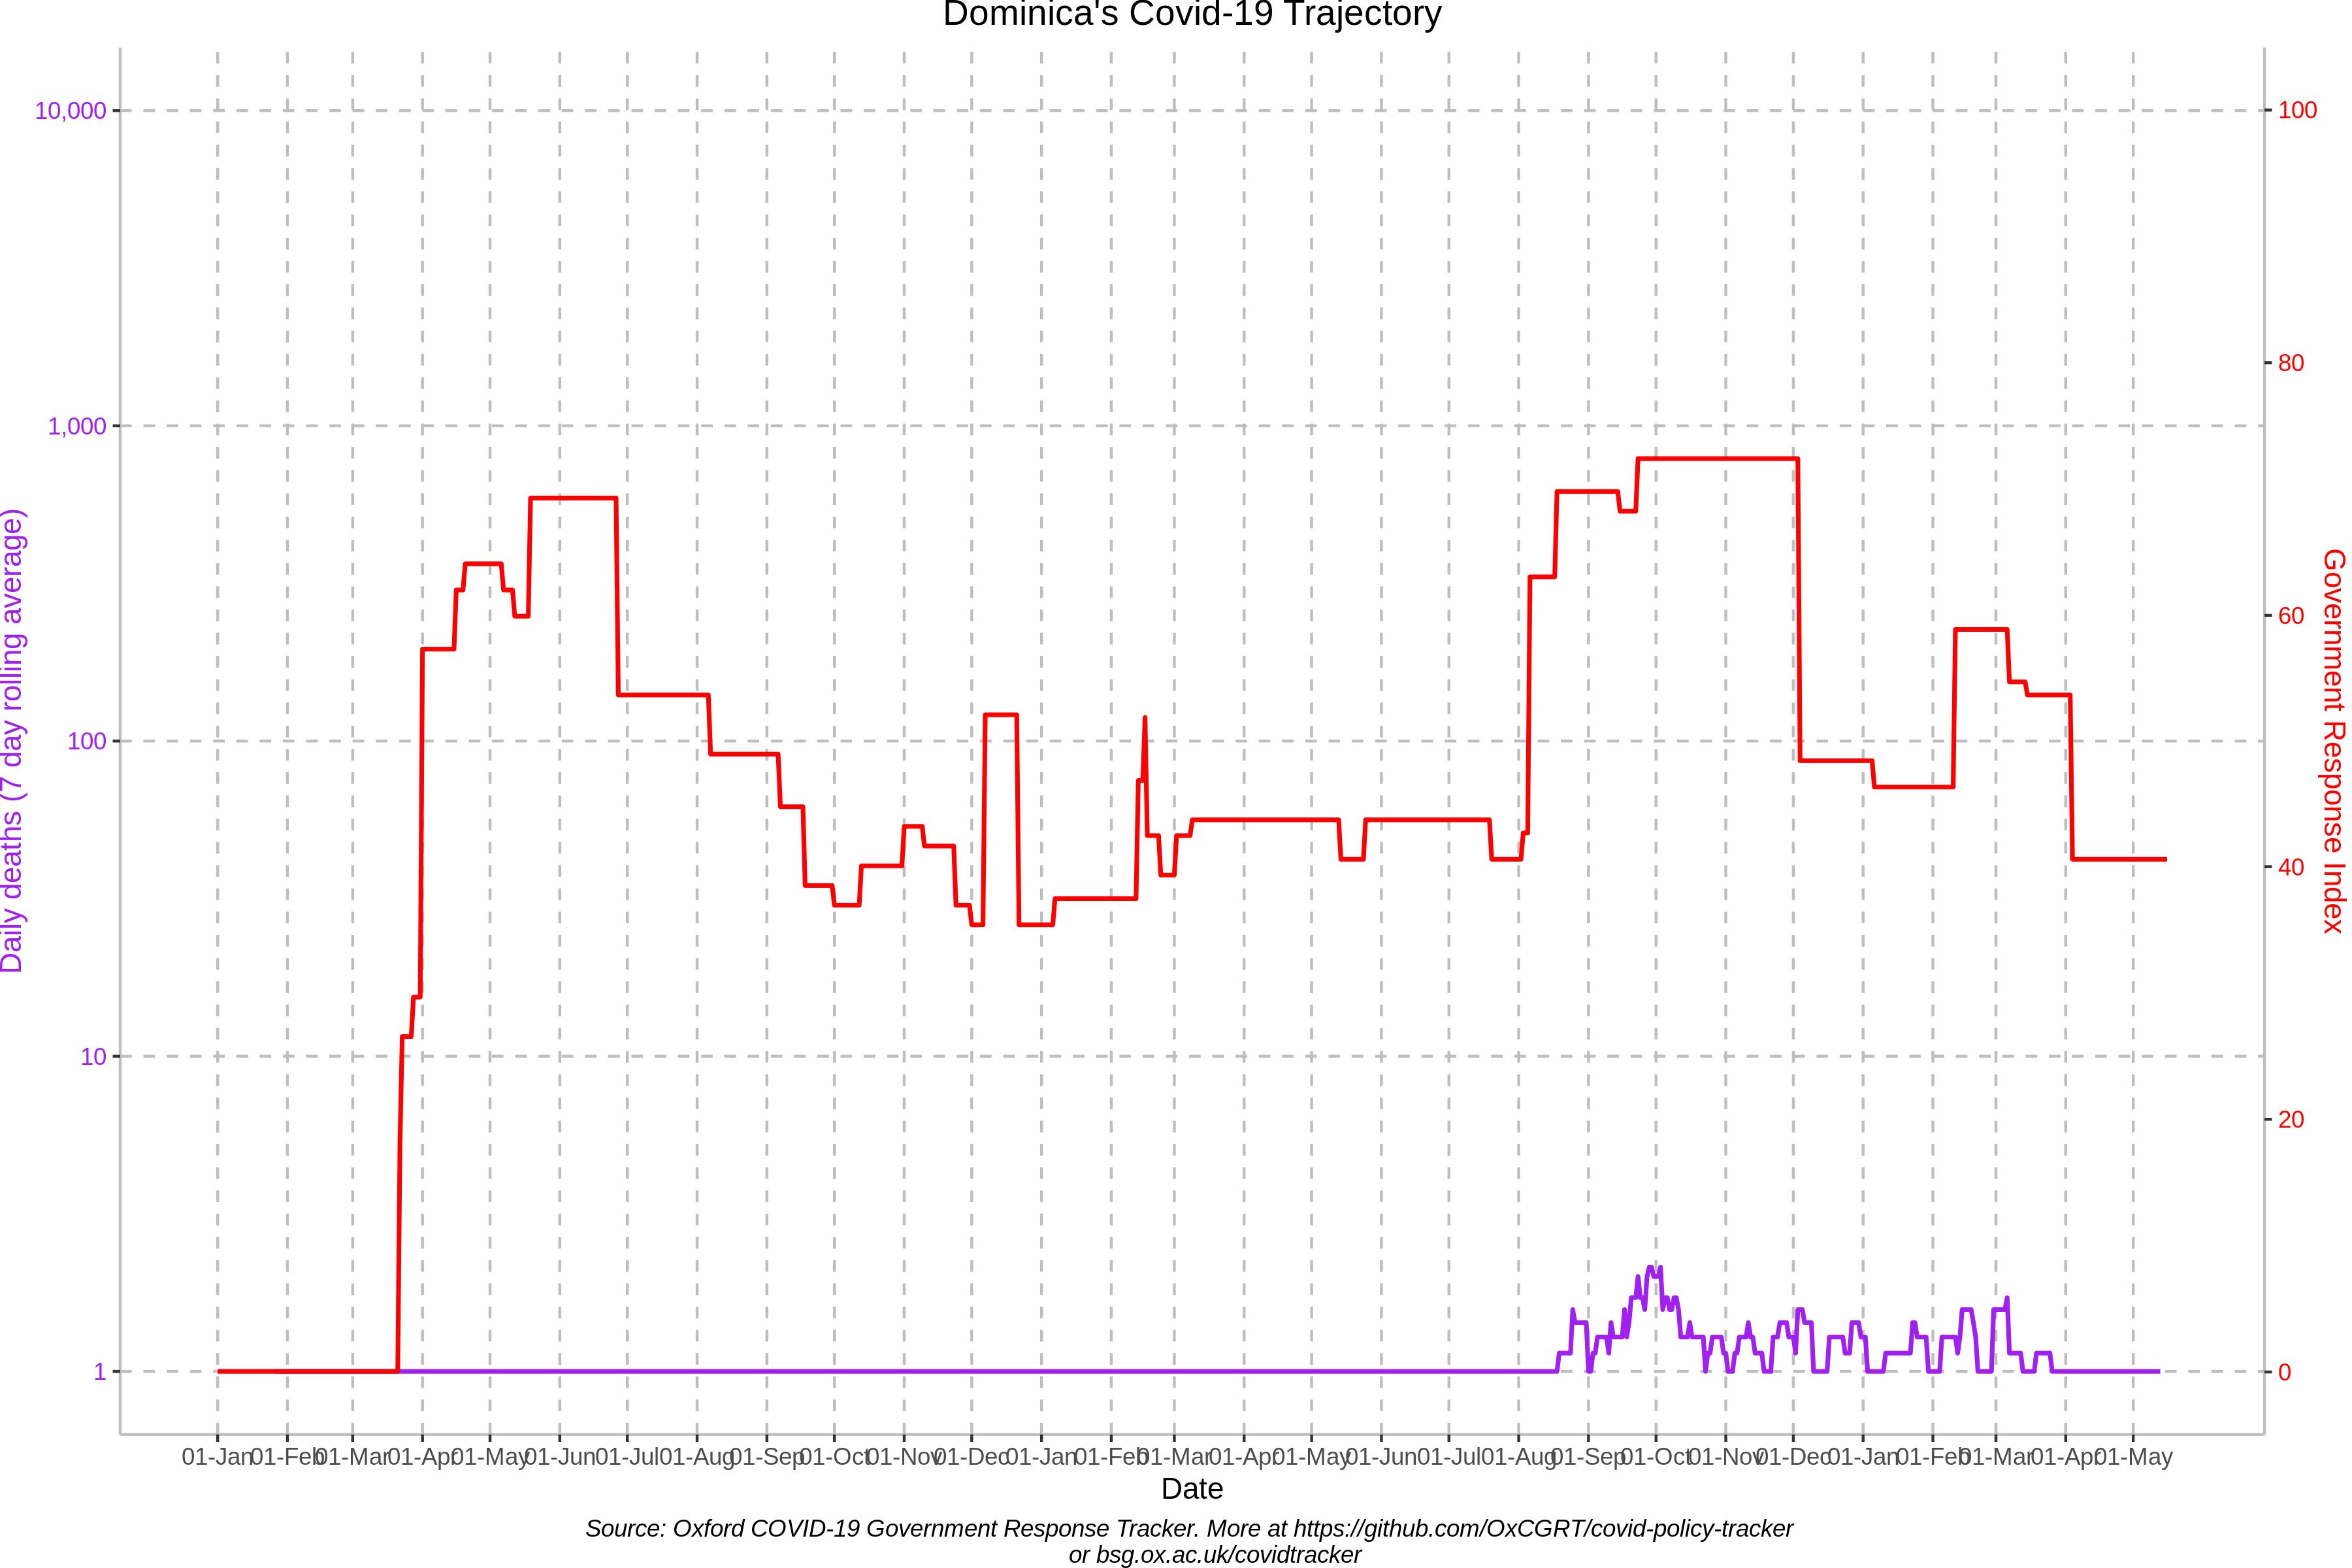 Dominica's Covid-19 Trajectory
10,000
1,000
100
10
1
Daily deaths (7 day rolling average)
100
80
60
40
20
0
Government Response Index
01-Jan 01-Feb 01-Mar 01-Apr 01-May 01-Jun 01-Jul 01-Aug 01-Sep 01-Oct 01-Nov 01-Dec 01-Jan 01-Feb 01-Mar 01-Apr 01-May 01-Jun 01-Jul 01-Aug 01-Sep 01-Oct 01-Nov 01-Dec 01-Jan 01-Feb 01-Mar 01-Apr 01-May
Date
Source: Oxford COVID-19 Government Response Tracker. More at https://github.com/OxCGRT/covid-policy-tracker
or bsg.ox.ac.uk/covidtracker